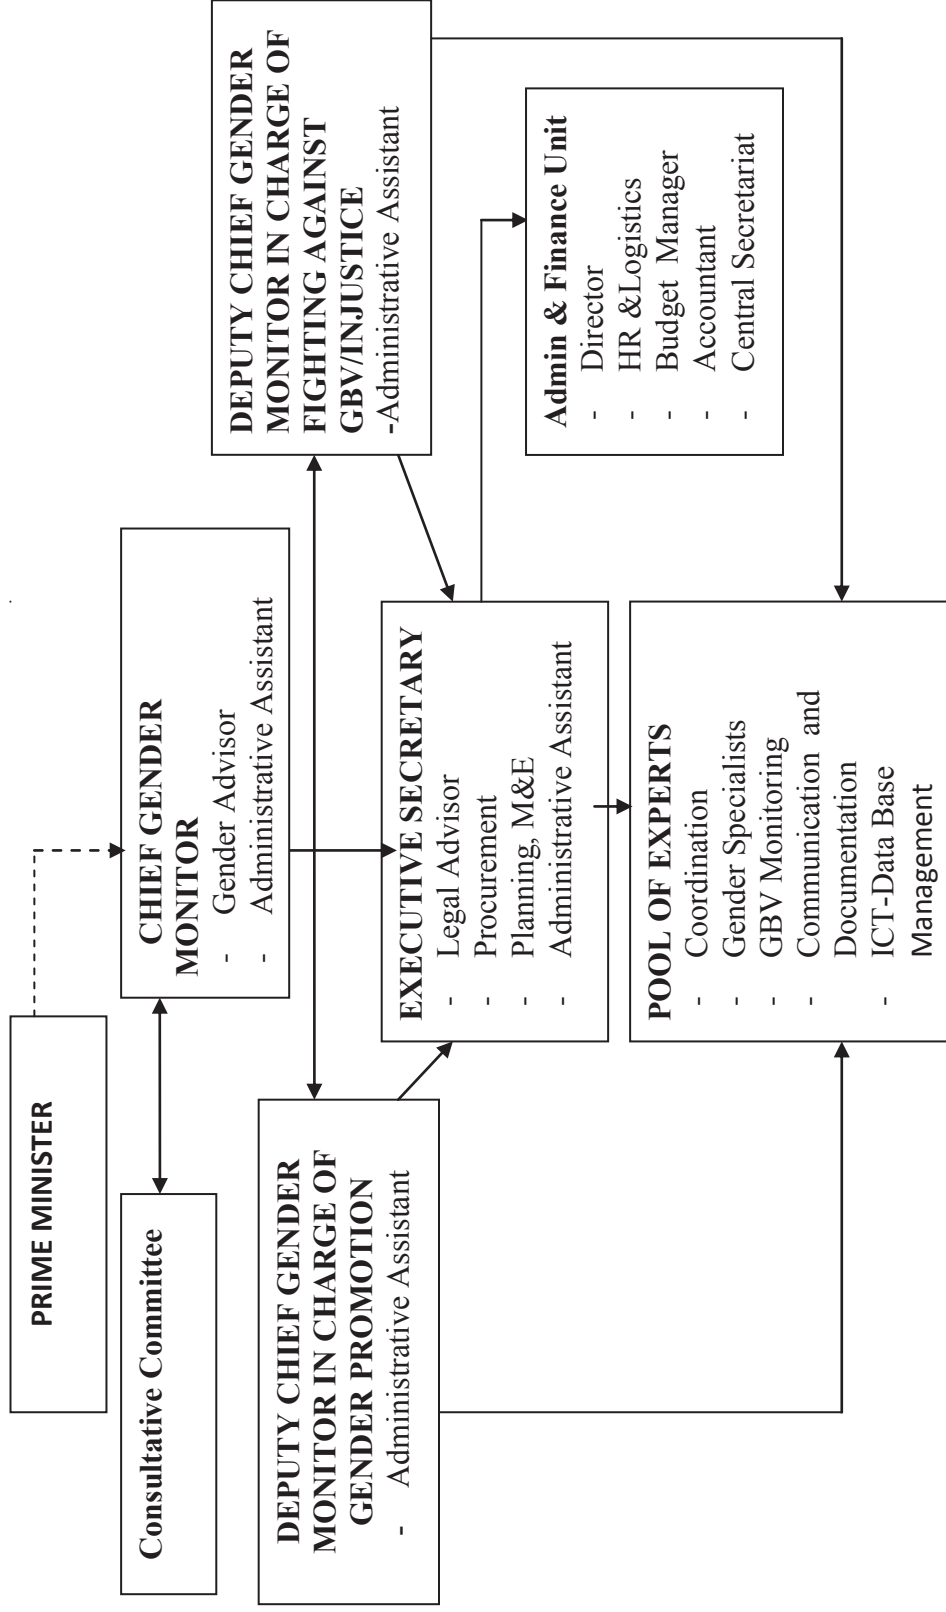 PRIME MINISTER
Consultative Committee
CHIEF GENDER
MONITOR
- Gender Advisor
- Administrative Assistant
DEPUTY CHIEF GENDER
MONITOR IN CHARGE OF
GENDER PROMOTION
- Administrative Assistant
DEPUTY CHIEF GENDER
MONITOR IN CHARGE OF
FIGHTING AGAINST
GBV/INJUSTICE
-Administrative Assistant
EXECUTIVE SECRETARY
- Legal Advisor
- Procurement
- Planning, M&E
- Administrative Assistant
Admin & Finance Unit
- Director
- HR &Logistics
- Budget Manager
- Accountant
- Central Secretariat
POOL OF EXPERTS
- Coordination
- Gender Specialists
- GBV Monitoring
- Communication and
Documentation
- ICT-Data Base
Management